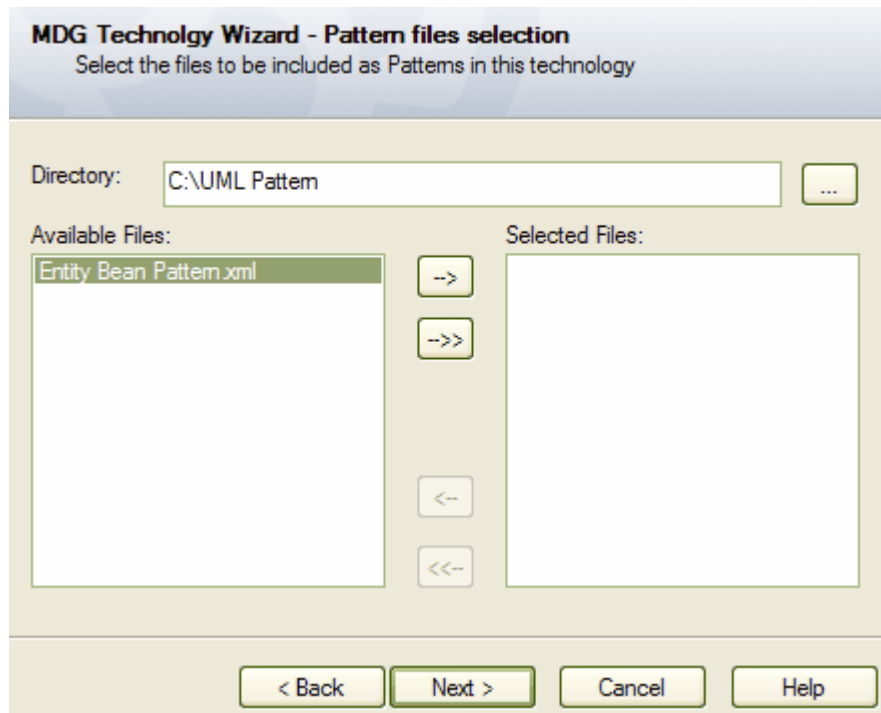 MDG Technolgy Wizard - Pattern files selection
Select the files to be included as Patterns in this technology
Directory:
C:\UML Pattern
...
Available Files:
Selected Files:
Entity Bean Pattern.xml
-->
-->>
<--
<<--
< Back
Next >
Cancel
Help